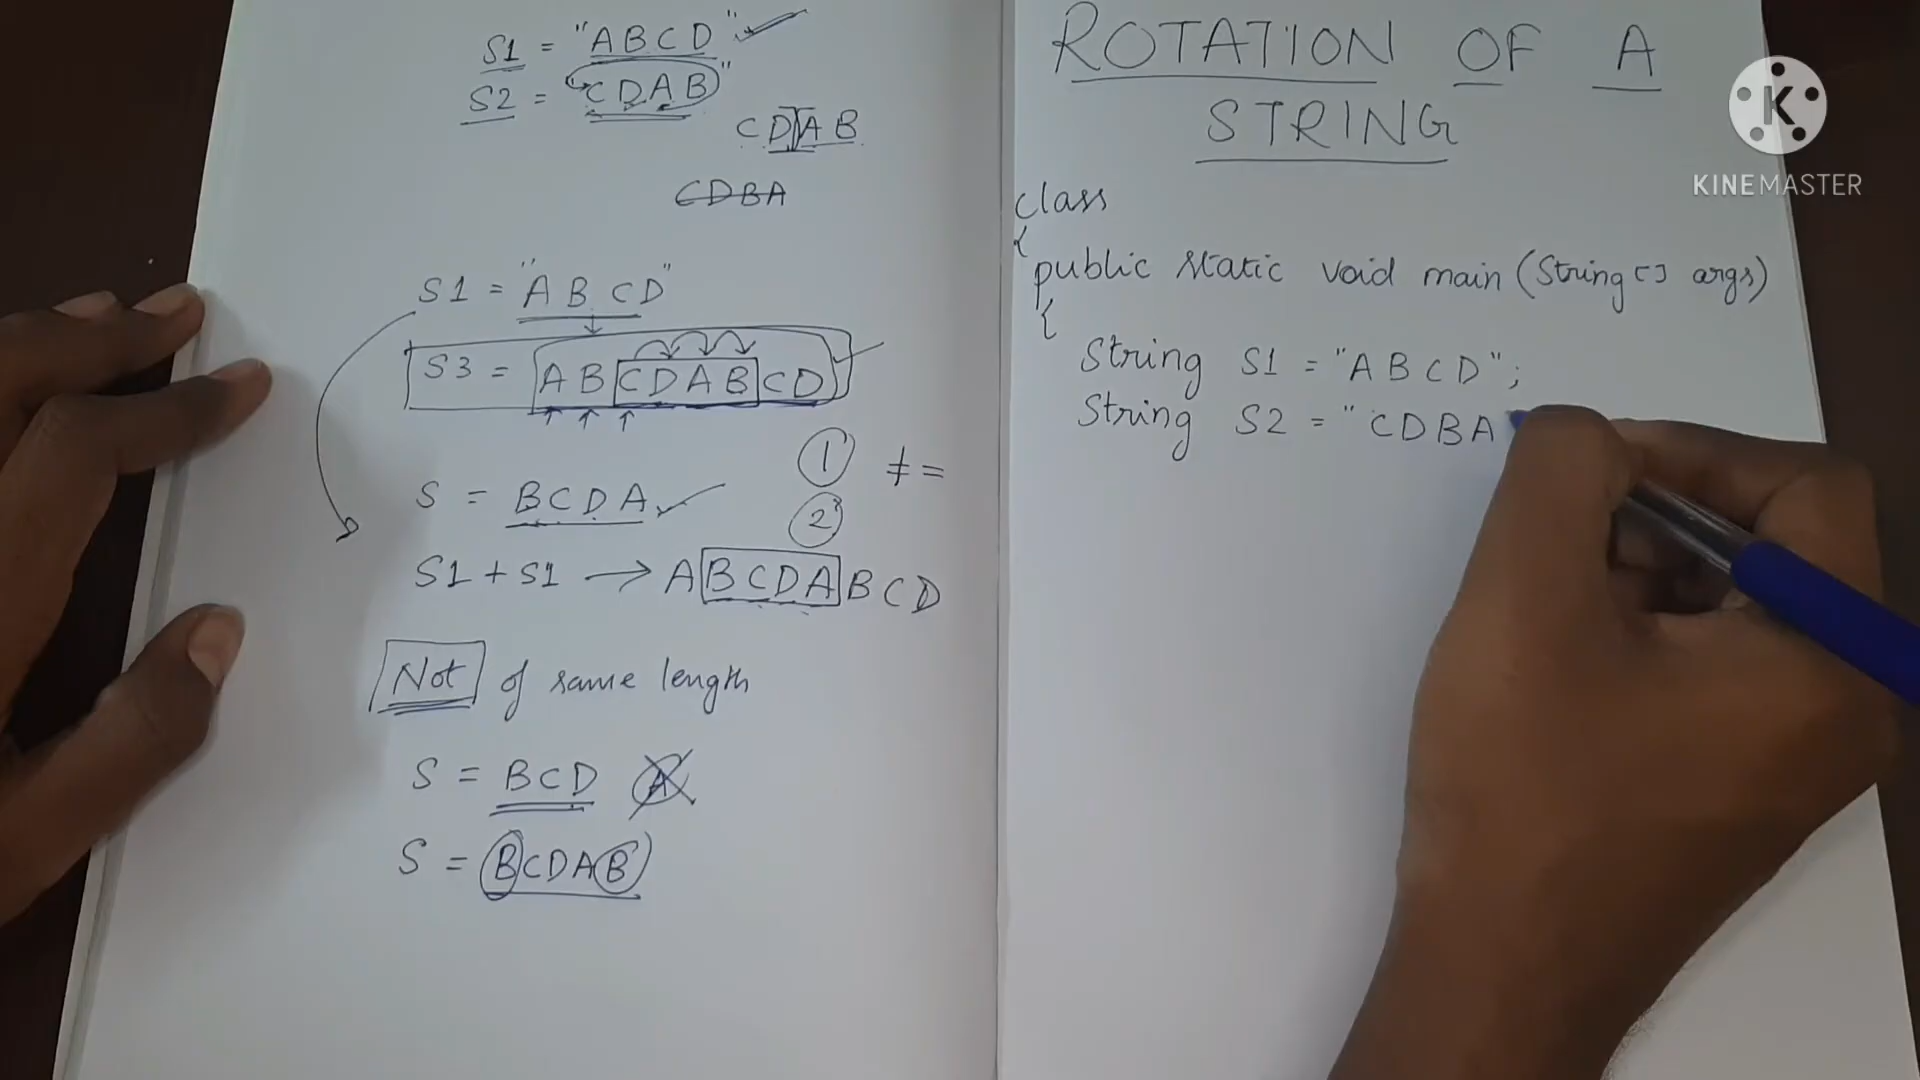 S1 = "ABCD"
S2 = "CDAB"
CDAB
CDBA
S1 = "ABCD"
S3 = ABCDABCD
1 ≠ =
S = BCDA
2
S1 + S1 → ABCDABCD
Not of same length
S = BCD A
S = BCDAB
ROTATION OF A
STRING
KINEMASTER
class
{
public static void main (String [] args)
{
String S1 = "ABCD";
String S2 = "CDBA